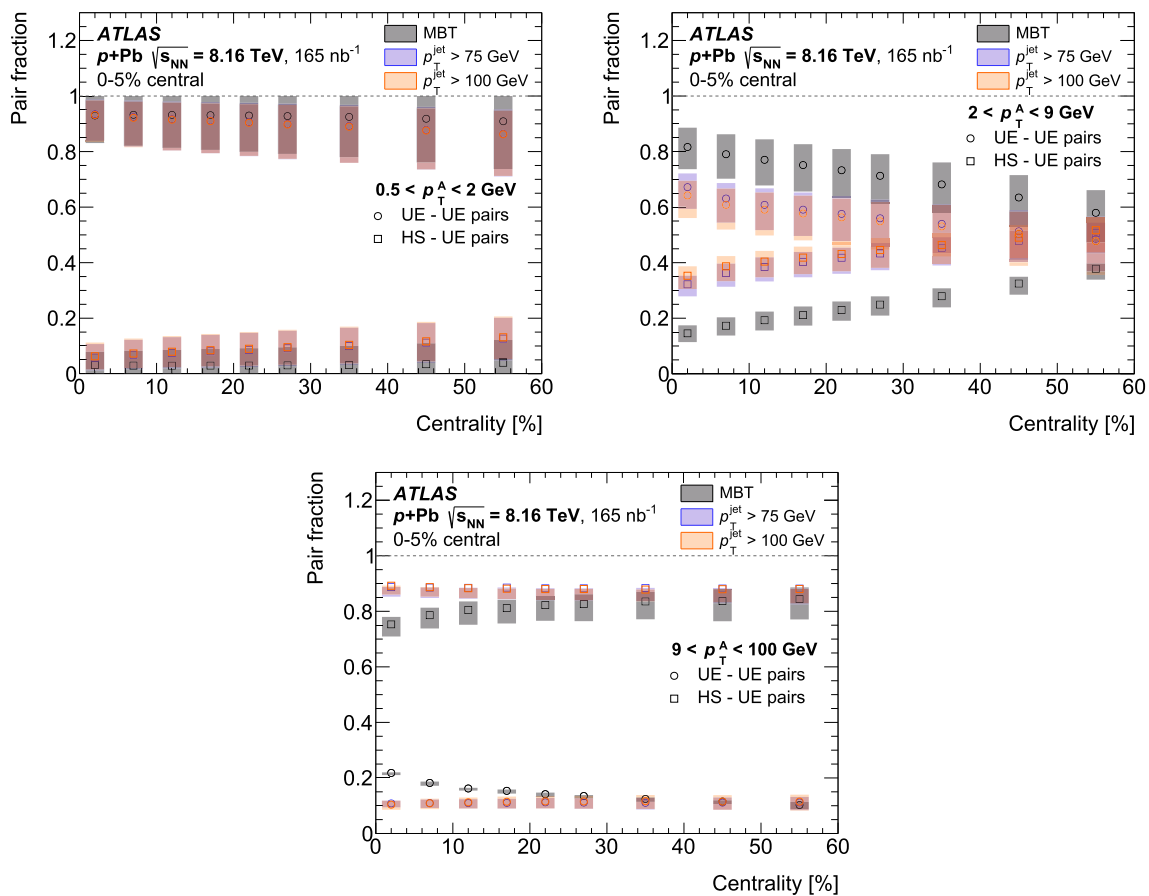 ATLAS
p+Pb √sNN = 8.16 TeV, 165 nb⁻¹
0-5% central
MBT
pTjet > 75 GeV
pTjet > 100 GeV
0.5 < pTA < 2 GeV
UE - UE pairs
HS - UE pairs
Pair fraction
1.2
1
0.8
0.6
0.4
0.2
0
0 10 20 30 40 50 60
Centrality [%]
ATLAS
p+Pb √sNN = 8.16 TeV, 165 nb⁻¹
0-5% central
MBT
pTjet > 75 GeV
pTjet > 100 GeV
2 < pTA < 9 GeV
UE - UE pairs
HS - UE pairs
Pair fraction
1.2
1
0.8
0.6
0.4
0.2
0
0 10 20 30 40 50 60
Centrality [%]
ATLAS
p+Pb √sNN = 8.16 TeV, 165 nb⁻¹
0-5% central
MBT
pTjet > 75 GeV
pTjet > 100 GeV
9 < pTA < 100 GeV
UE - UE pairs
HS - UE pairs
Pair fraction
1.2
1
0.8
0.6
0.4
0.2
0
0 10 20 30 40 50 60
Centrality [%]